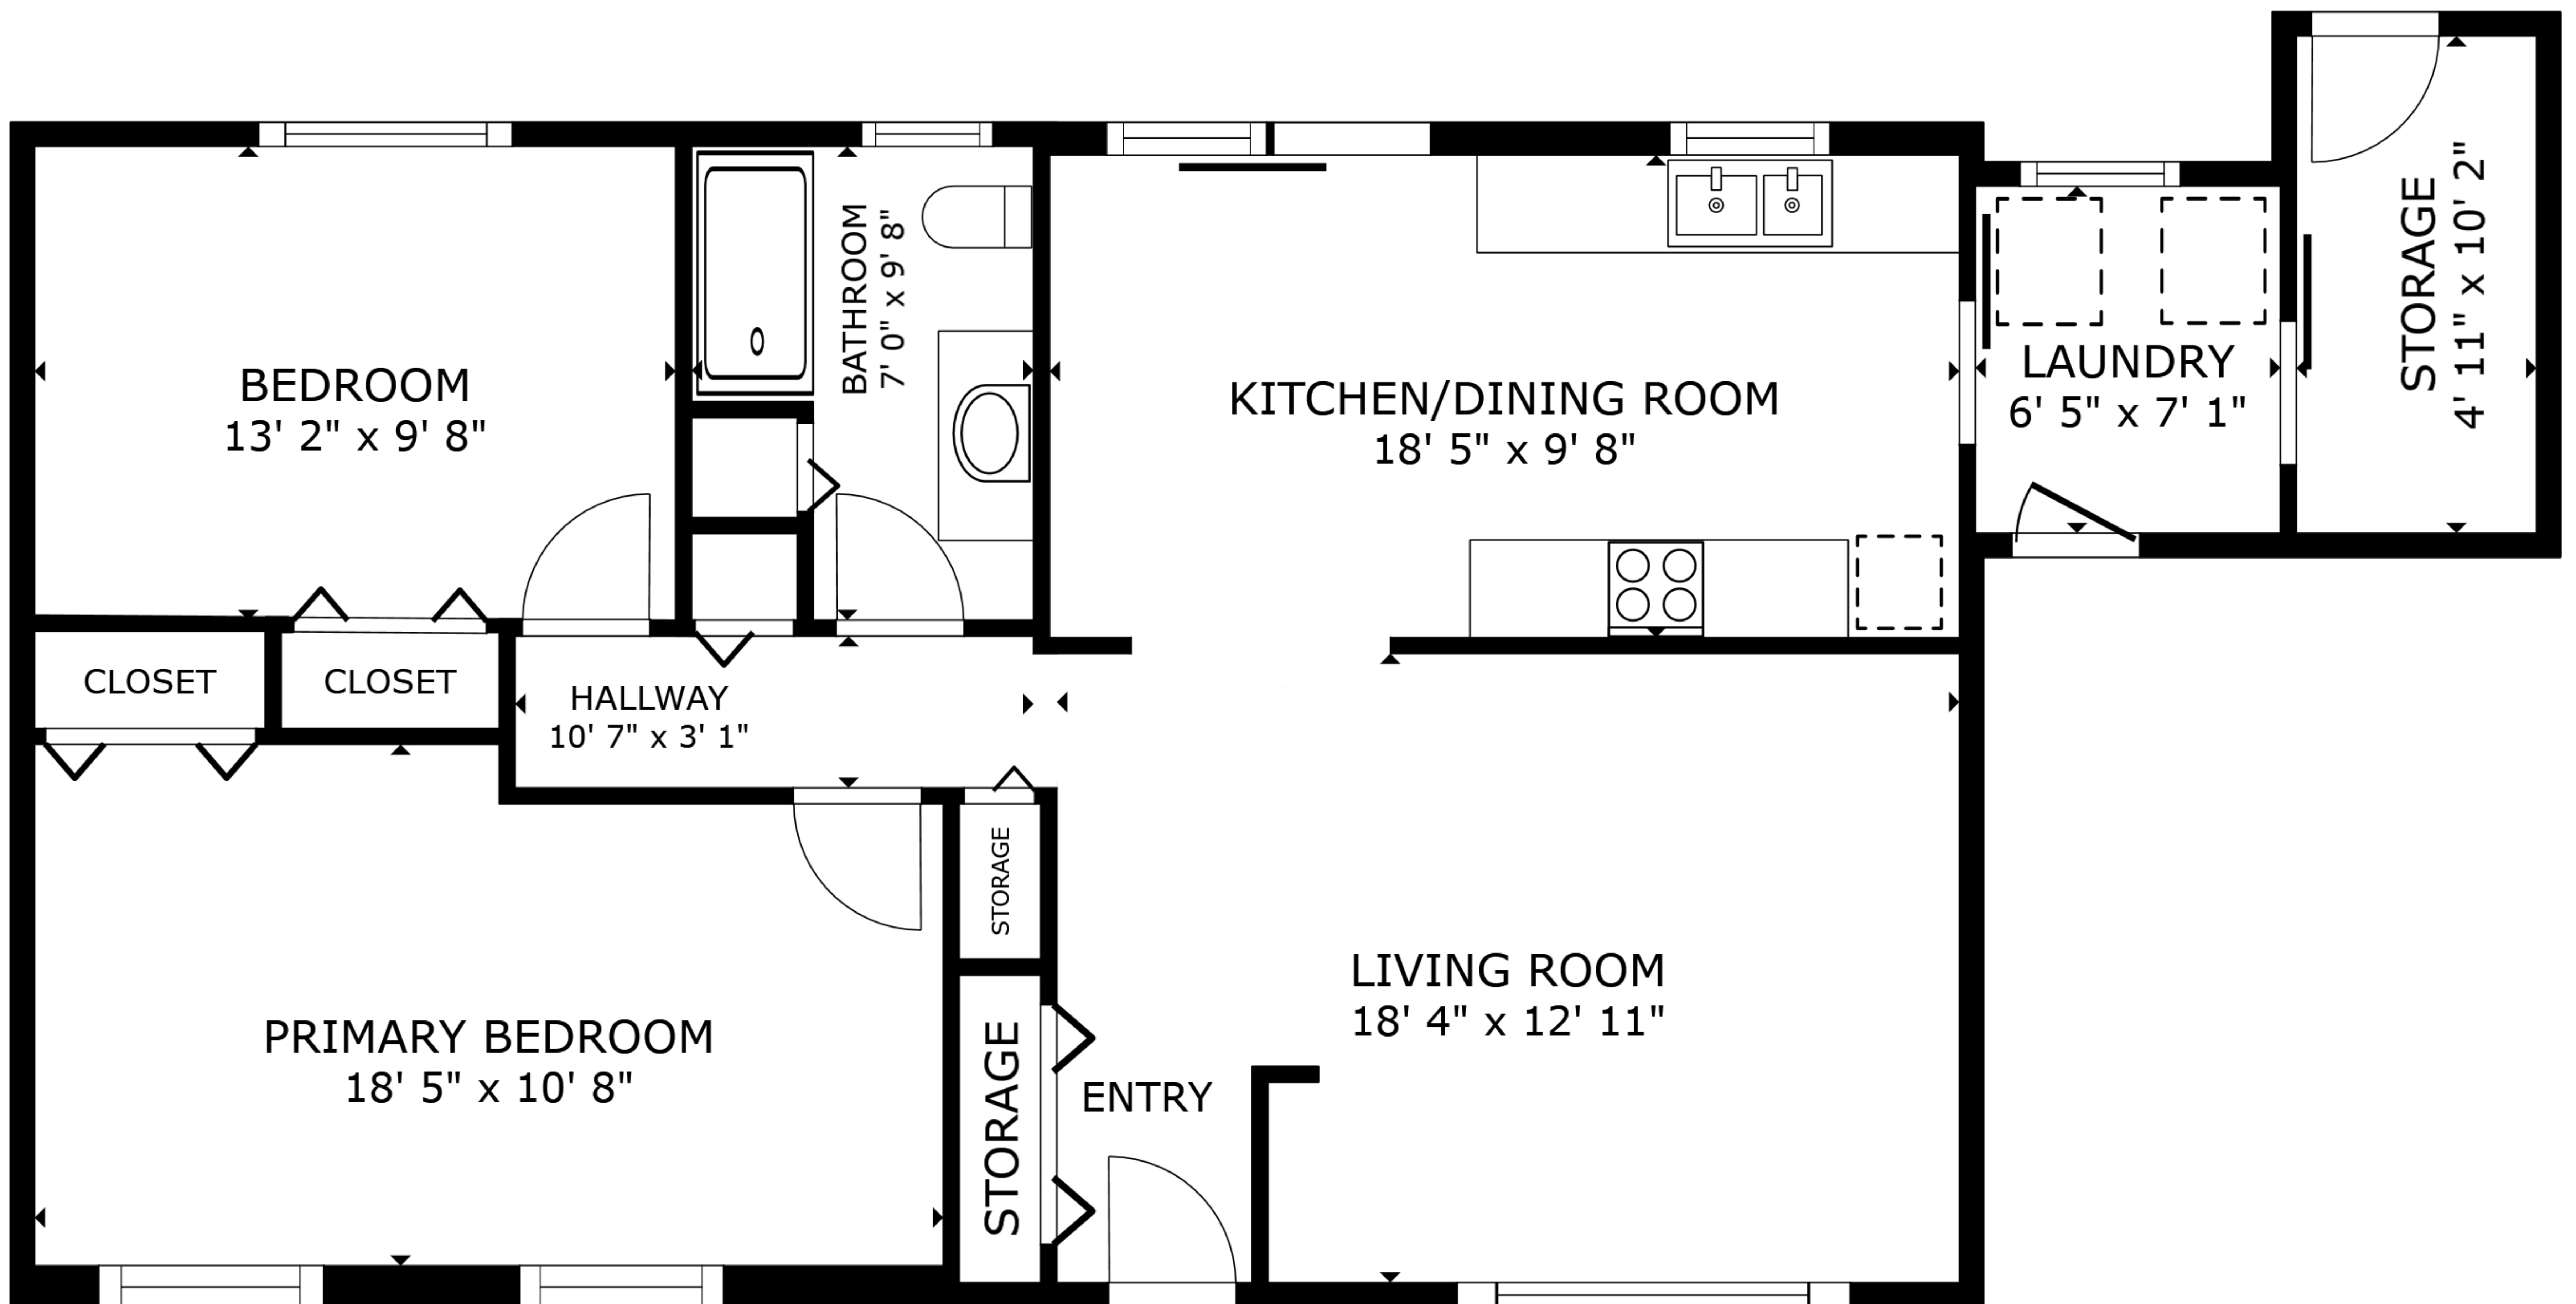 BEDROOM
13' 2" x 9' 8"
BATHROOM
7' 0" x 9' 8"
KITCHEN/DINING ROOM
18' 5" x 9' 8"
LAUNDRY
6' 5" x 7' 1"
STORAGE
4' 11" x 10' 2"
CLOSET
CLOSET
HALLWAY
10' 7" x 3' 1"
STORAGE
PRIMARY BEDROOM
18' 5" x 10' 8"
STORAGE
ENTRY
LIVING ROOM
18' 4" x 12' 11"